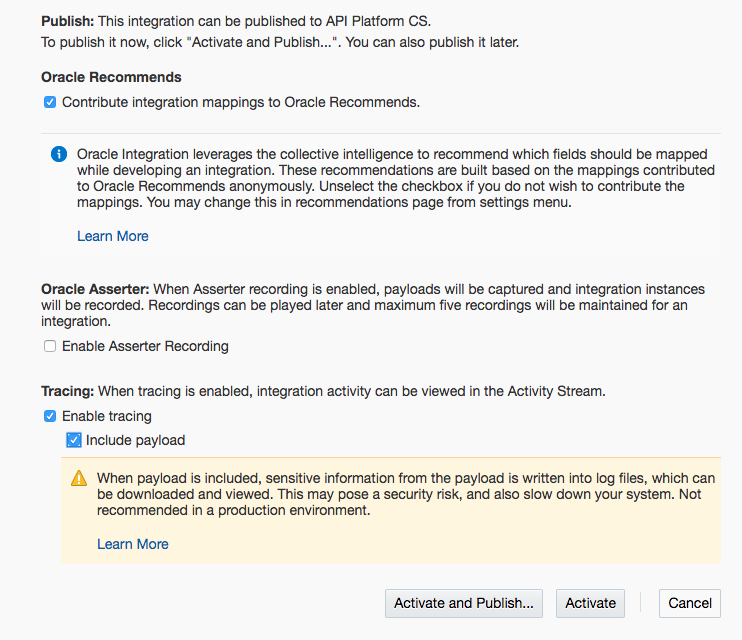 Publish: This integration can be published to API Platform CS.
To publish it now, click "Activate and Publish...". You can also publish it later.
Oracle Recommends
Contribute integration mappings to Oracle Recommends.
Oracle Integration leverages the collective intelligence to recommend which fields should be mapped
while developing an integration. These recommendations are built based on the mappings contributed
to Oracle Recommends anonymously. Unselect the checkbox if you do not wish to contribute the
mappings. You may change this in recommendations page from settings menu.
Learn More
Oracle Asserter: When Asserter recording is enabled, payloads will be captured and integration instances
will be recorded. Recordings can be played later and maximum five recordings will be maintained for an
integration.
Enable Asserter Recording
Tracing: When tracing is enabled, integration activity can be viewed in the Activity Stream.
Enable tracing
Include payload
When payload is included, sensitive information from the payload is written into log files, which can
be downloaded and viewed. This may pose a security risk, and also slow down your system. Not
recommended in a production environment.
Learn More
Activate and Publish... Activate Cancel